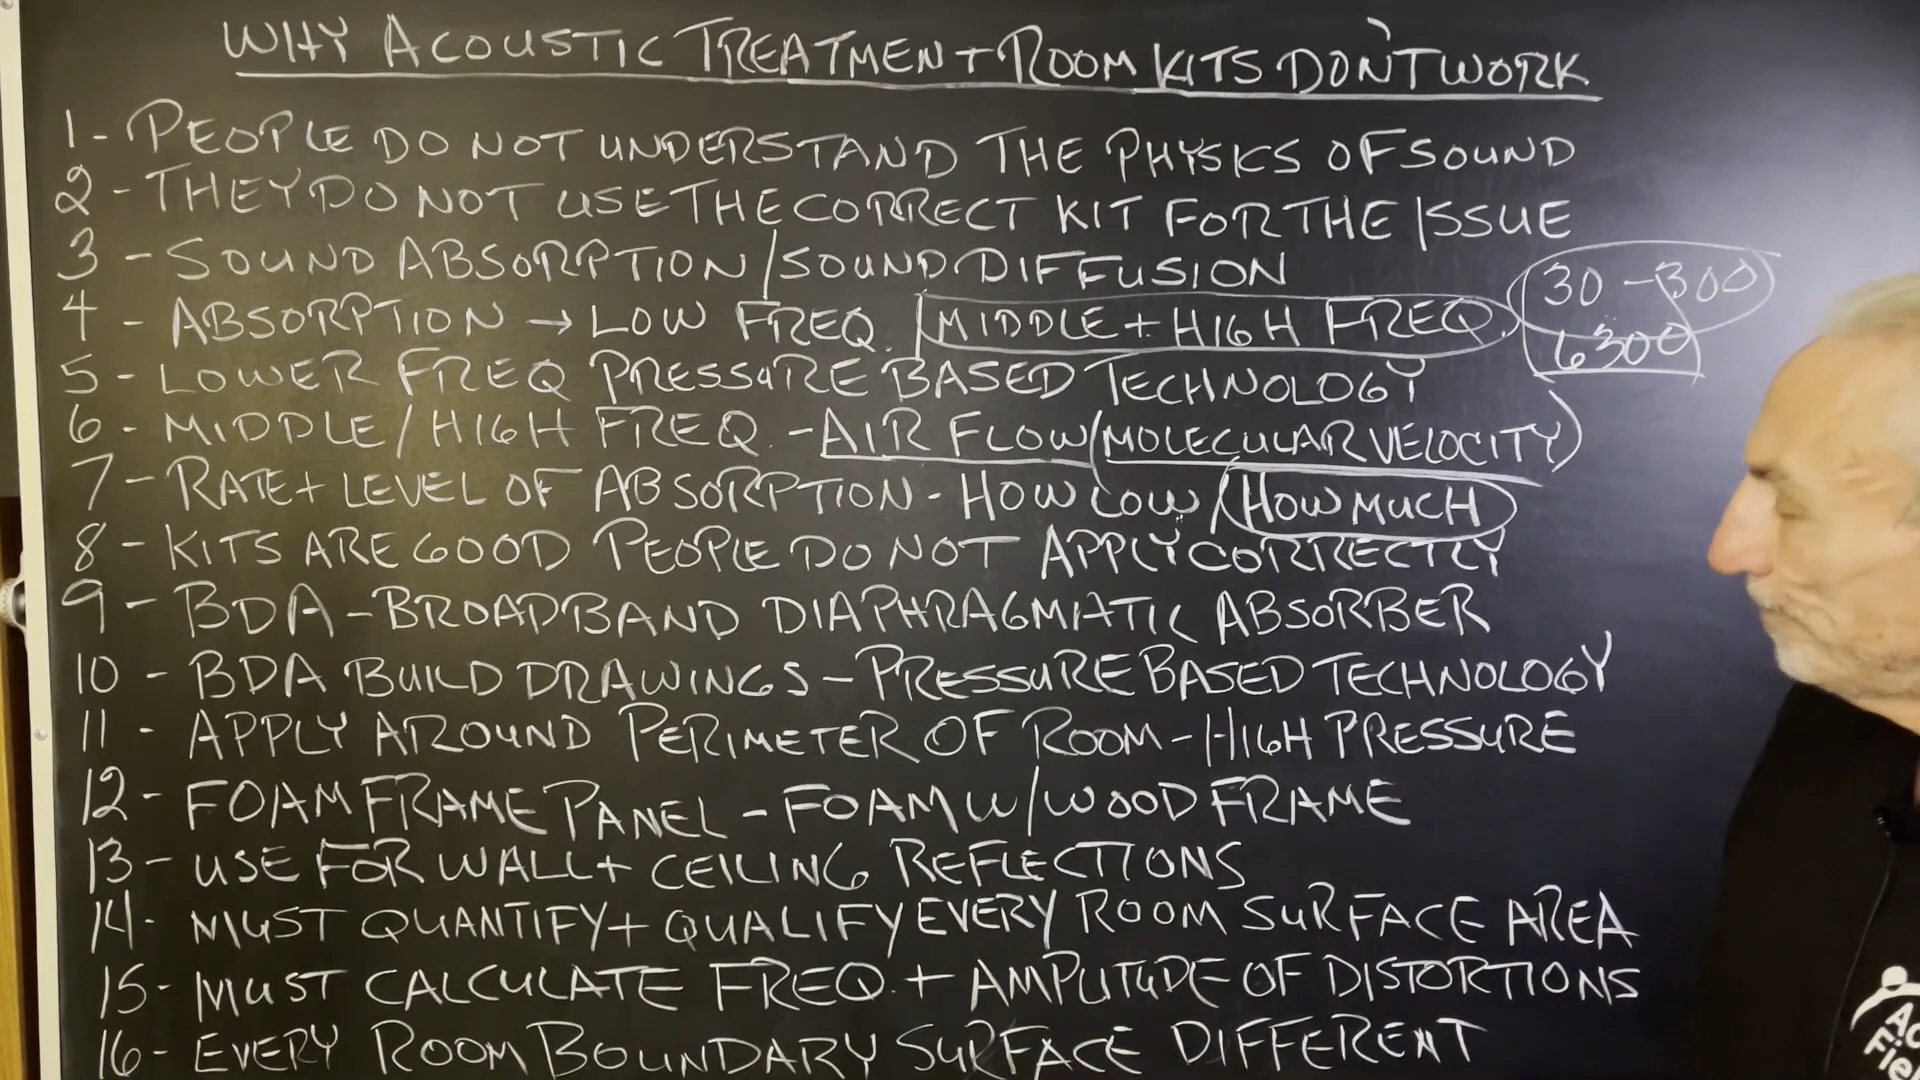 WHY ACOUSTIC TREATMENT + ROOM KITS DON'T WORK
1 - PEOPLE DO NOT UNDERSTAND THE PHYSICS OF SOUND
2 - THEY DO NOT USE THE CORRECT KIT FOR THE ISSUE
3 - SOUND ABSORPTION / SOUND DIFFUSION
30 - 300
4 - ABSORPTION → LOW FREQ. / MIDDLE + HIGH FREQ.
6300
5 - LOWER FREQ PRESSURE BASED TECHNOLOGY
6 - MIDDLE / HIGH FREQ. - AIR FLOW (MOLECULAR VELOCITY)
7 - RATE + LEVEL OF ABSORPTION - HOW LOW / HOW MUCH
8 - KITS ARE GOOD PEOPLE DO NOT APPLY CORRECTLY
9 - BDA - BROADBAND DIAPHRAGMATIC ABSORBER
10 - BDA BUILD DRAWINGS - PRESSURE BASED TECHNOLOGY
11 - APPLY AROUND PERIMETER OF ROOM - HIGH PRESSURE
12 - FOAM FRAME PANEL - FOAM W/WOOD FRAME
13 - USE FOR WALL + CEILING REFLECTIONS
14 - MUST QUANTIFY + QUALIFY EVERY ROOM SURFACE AREA
15 - MUST CALCULATE FREQ. + AMPLITUDE OF DISTORTIONS
16 - EVERY ROOM BOUNDARY SURFACE DIFFERENT